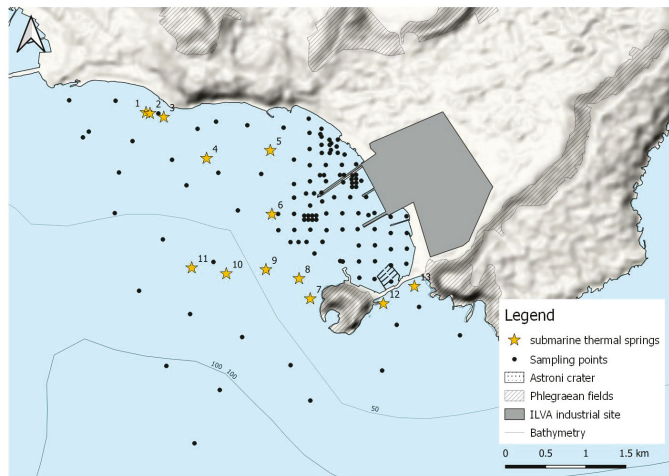 1 2 3
4
5
6
11 10 9
8
7
12
13
100
100
50
Legend
submarine thermal springs
Sampling points
Astroni crater
Phlegraean fields
ILVA industrial site
Bathymetry
0 0.5 1 1.5 km